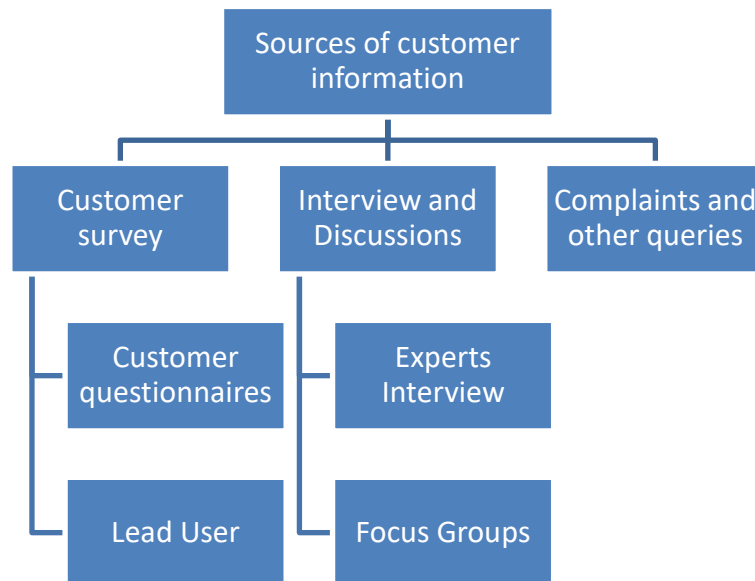 Sources of customer
information
Customer
survey
Interview and
Discussions
Complaints and
other queries
Customer
questionnaires
Experts
Interview
Lead User
Focus Groups